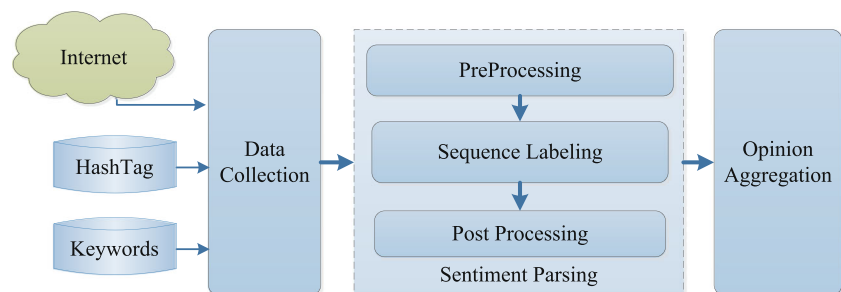 Internet
HashTag
Keywords
Data
Collection
PreProcessing
Sequence Labeling
Post Processing
Sentiment Parsing
Opinion
Aggregation